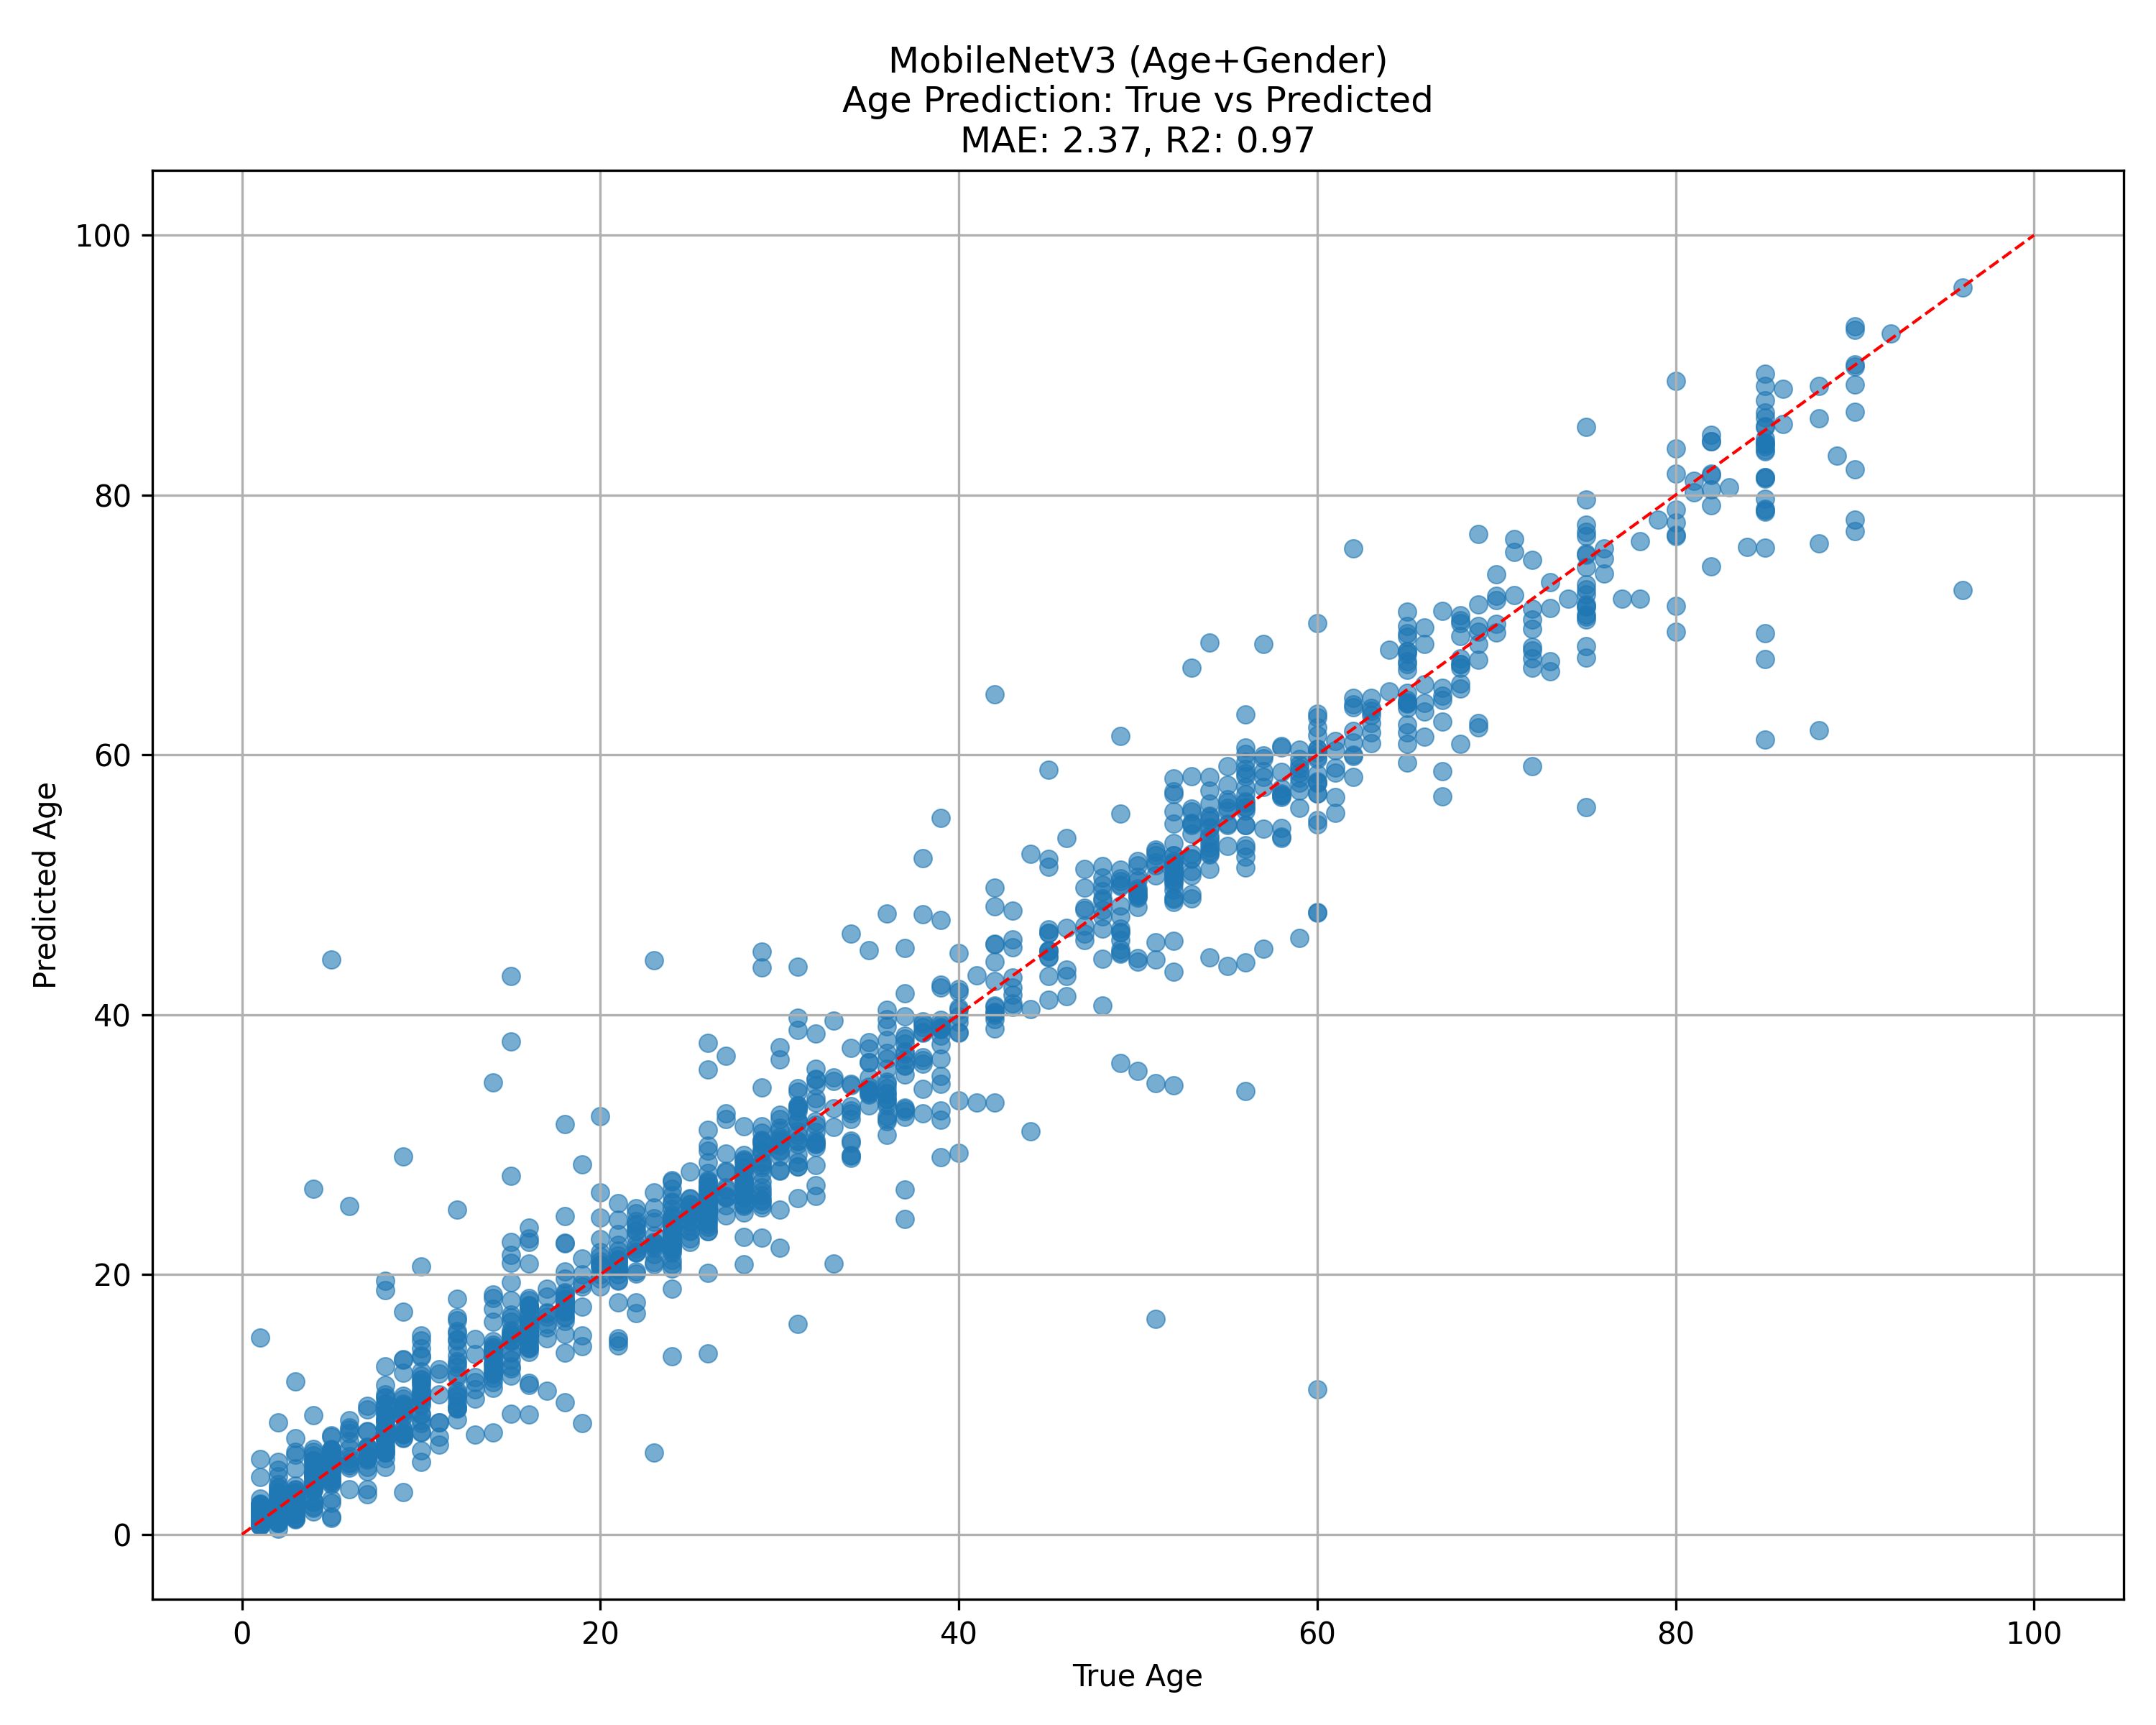 MobileNetV3 (Age+Gender)
Age Prediction: True vs Predicted
MAE: 2.37, R2: 0.97
100
80
60
40
20
0
Predicted Age
0 20 40 60 80 100
True Age